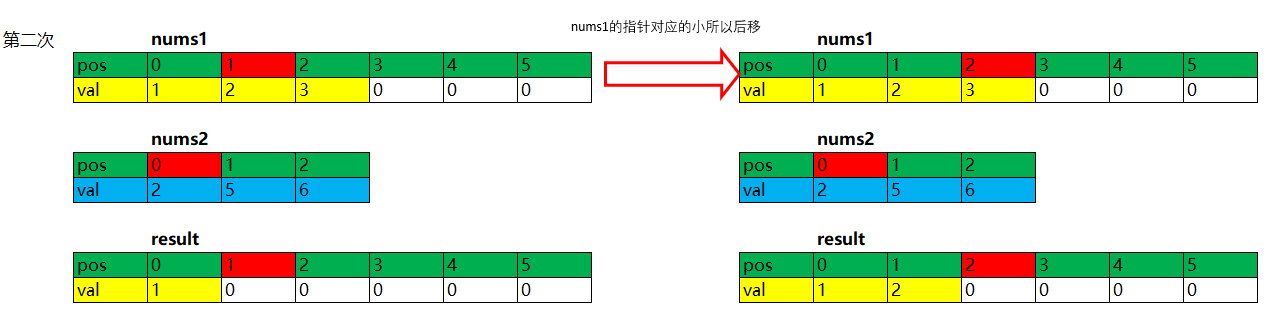 nums1的指针对应的小所以后移
第二次 nums1 nums1
pos 0 1 2 3 4 5 pos 0 1 2 3 4 5
val 1 2 3 0 0 0 val 1 2 3 0 0 0
nums2 nums2
pos 0 1 2 pos 0 1 2
val 2 5 6 val 2 5 6
result result
pos 0 1 2 3 4 5 pos 0 1 2 3 4 5
val 1 0 0 0 0 0 val 1 2 0 0 0 0